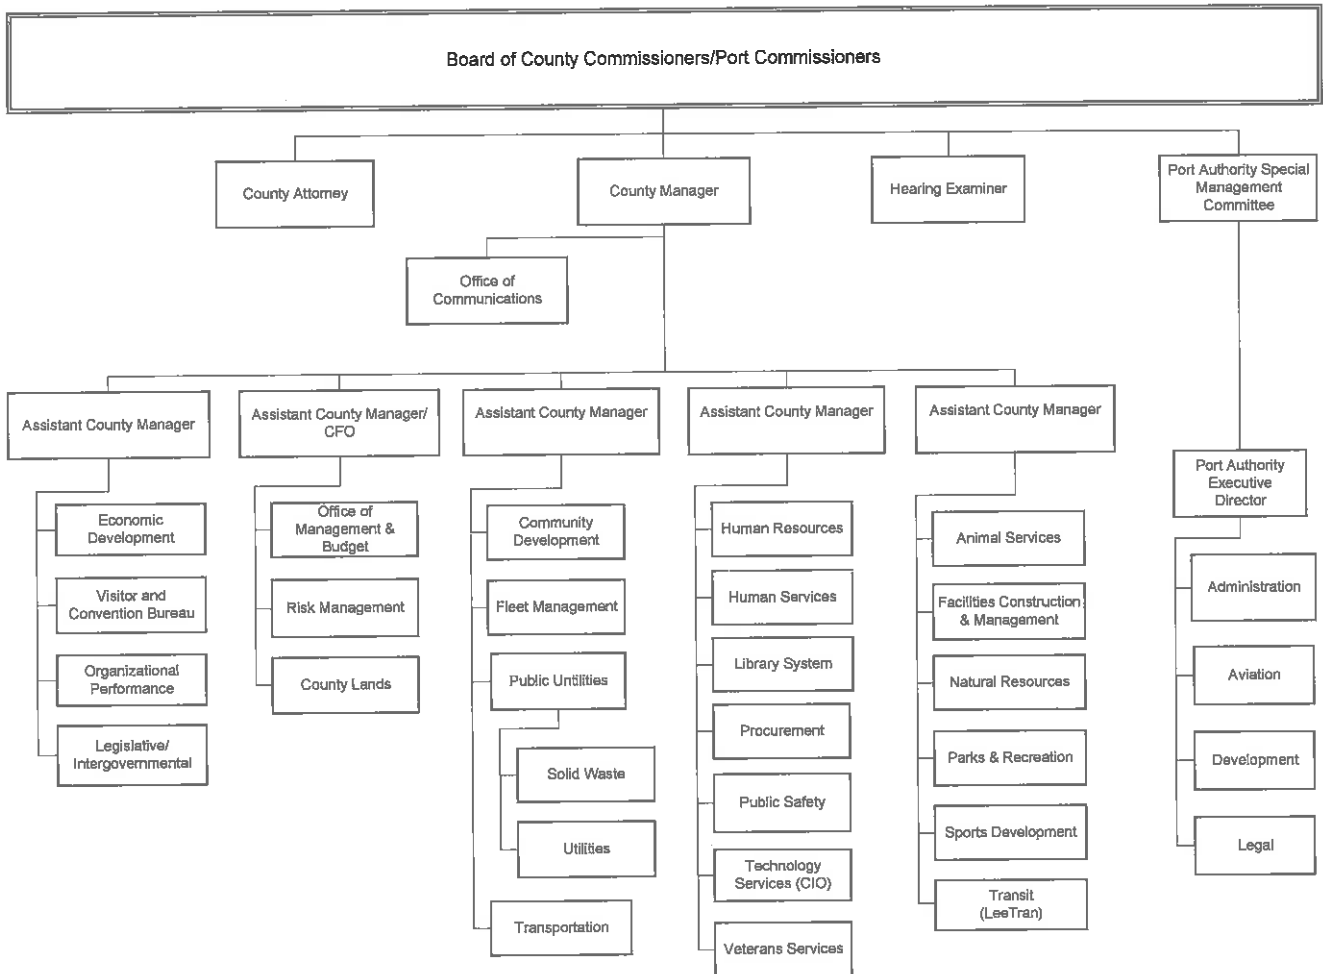 Board of County Commissioners/Port Commissioners
County Attorney
County Manager
Hearing Examiner
Port Authority Special
Management
Committee
Office of
Communications
Assistant County Manager
Assistant County Manager/
CFO
Assistant County Manager
Assistant County Manager
Assistant County Manager
Economic
Development
Visitor and
Convention Bureau
Organizational
Performance
Legislative/
Intergovernmental
Office of
Management &
Budget
Risk Management
County Lands
Community
Development
Fleet Management
Public Untilities
Solid Waste
Utilities
Transportation
Human Resources
Human Services
Library System
Procurement
Public Safety
Technology
Services (CIO)
Veterans Services
Animal Services
Facilities Construction
& Management
Natural Resources
Parks & Recreation
Sports Development
Transit
(LeeTran)
Port Authority
Executive
Director
Administration
Aviation
Development
Legal